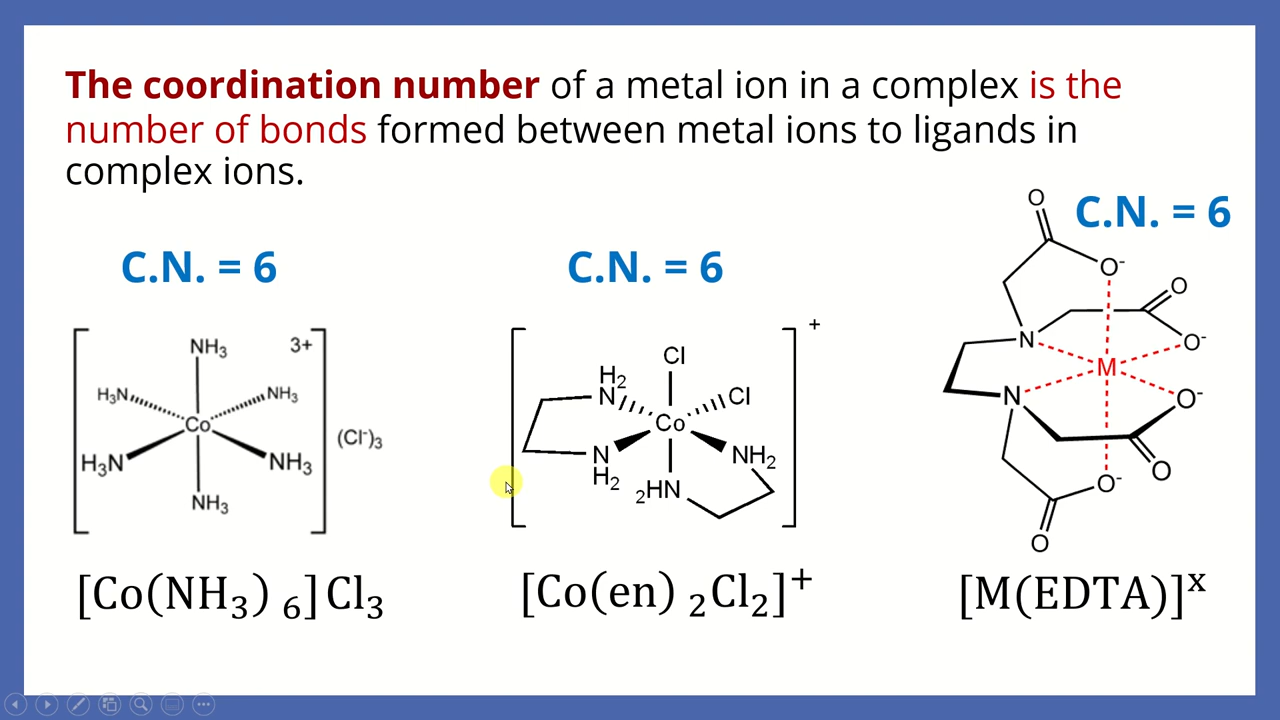 The coordination number of a metal ion in a complex is the
number of bonds formed between metal ions to ligands in
complex ions.
C.N. = 6
C.N. = 6
C.N. = 6
NH₃
3+
H₃N
NH₃
Co
(Cl⁻)₃
H₃N
NH₃
NH₃
+
Cl
H₂
N
Cl
Co
N
H₂
NH₂
₂HN
O
O⁻
O
N
O⁻
M
N
O⁻
O
O⁻
O
[Co(NH₃) ₆]Cl₃
[Co(en) ₂Cl₂]⁺
[M(EDTA)]ˣ